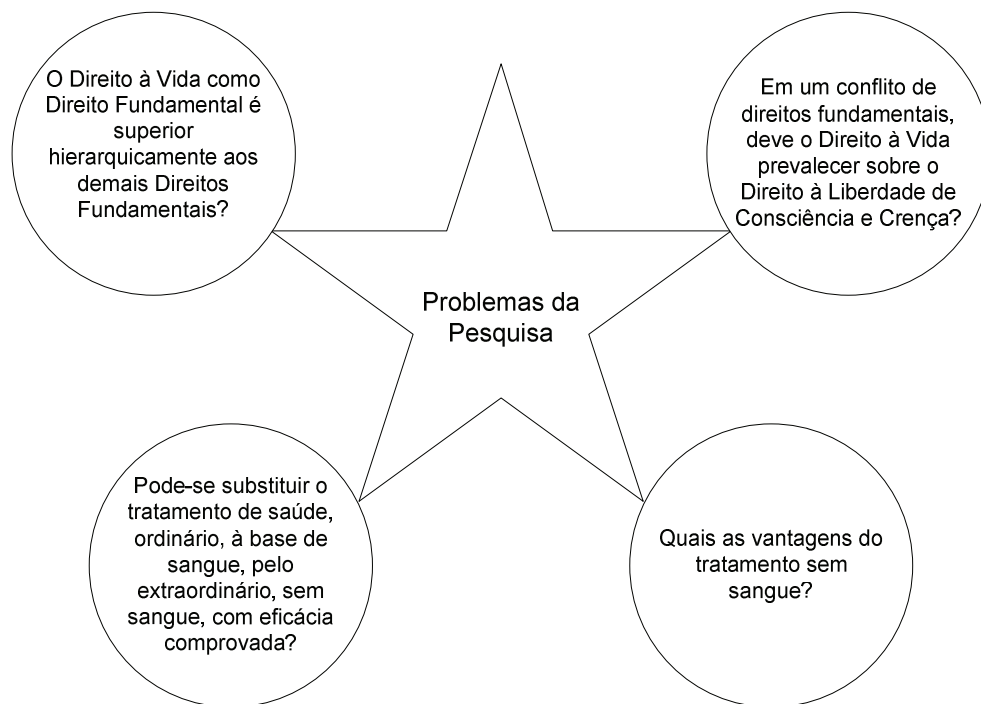 O Direito à Vida como
Direito Fundamental é
superior
hierarquicamente aos
demais Direitos
Fundamentais?
Em um conflito de
direitos fundamentais,
deve o Direito à Vida
prevalecer sobre o
Direito à Liberdade de
Consciência e Crença?
Problemas da
Pesquisa
Pode-se substituir o
tratamento de saúde,
ordinário, à base de
sangue, pelo
extraordinário, sem
sangue, com eficácia
comprovada?
Quais as vantagens do
tratamento sem
sangue?